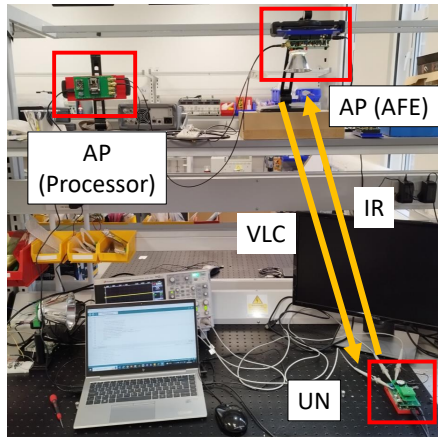 AP (AFE)
AP
(Processor)
IR
VLC
UN